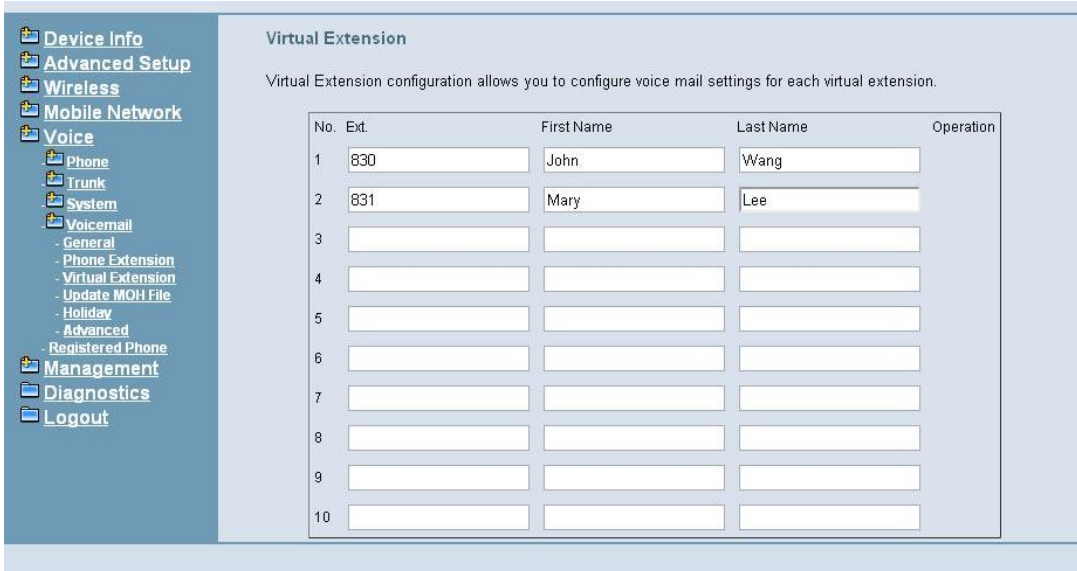 Device Info
Advanced Setup
Wireless
Mobile Network
Voice
Phone
Trunk
System
Voicemail
- General
- Phone Extension
- Virtual Extension
- Update MOH File
- Holiday
- Advanced
- Registered Phone
Management
Diagnostics
Logout
Virtual Extension
Virtual Extension configuration allows you to configure voice mail settings for each virtual extension.
No. Ext. First Name Last Name Operation
1 830 John Wang
2 831 Mary Lee
3
4
5
6
7
8
9
10